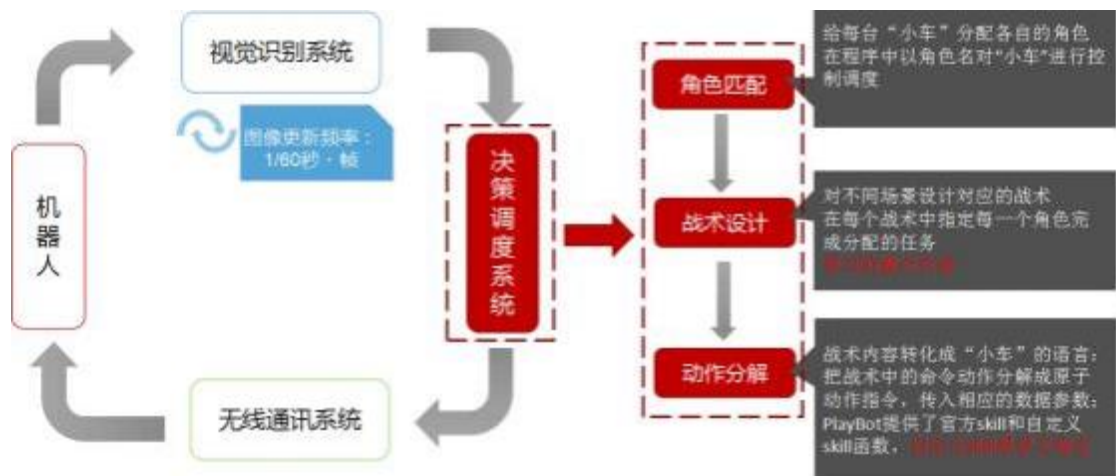 视觉识别系统
图像更新频率：
1/60秒·帧
机
器
人
决
策
调
度
系
统
无线通讯系统
角色匹配
给每台“小车”分配各自的角色
在程序中以角色名对"小车"进行控
制调度
战术设计
对不同场景设计对应的战术
在每个战术中指定每一个角色完
成分配的任务
动作分解
战术内容转化成“小车”的语言：
把战术中的命令动作分解成原子
动作指令，传入相应的数据参数；
PlayBot提供了官方skill和自定义
skill函数，